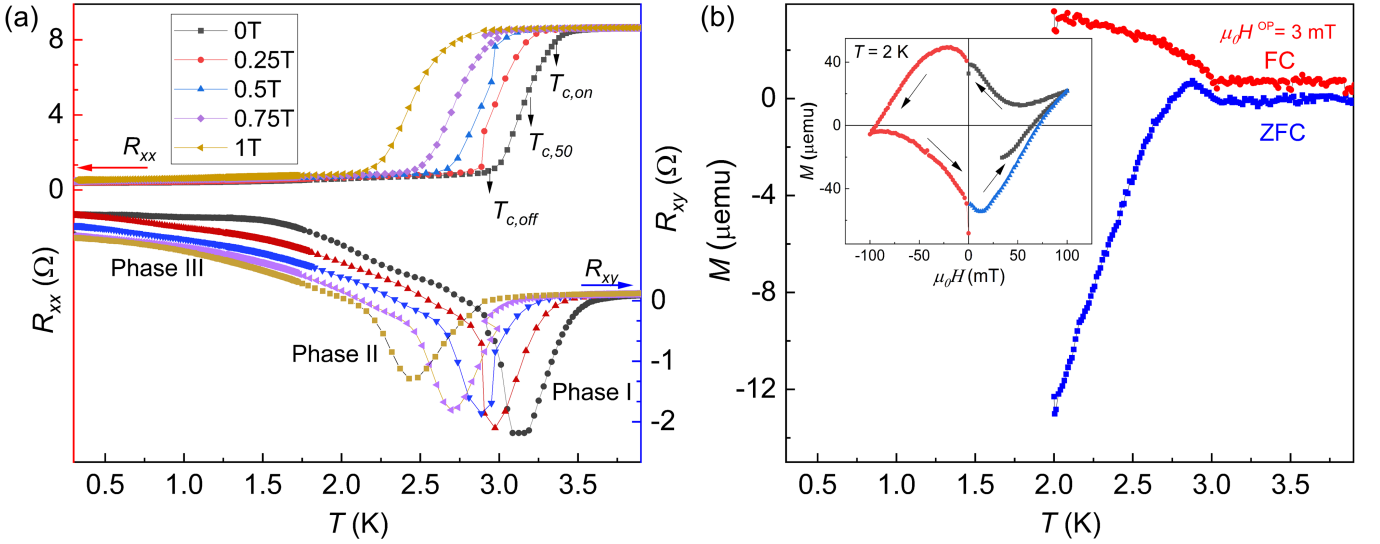 (a)
8
4
0
0T
0.25T
0.5T
0.75T
1T
R_xx
T_c,on
T_c,50
T_c,off
R_xx (Ω)
R_xy (Ω)
Phase III
Phase II
Phase I
R_xy
0
-1
-2
0.5 1.0 1.5 2.0 2.5 3.0 3.5
T (K)
(b)
0
-4
-8
-12
M (μemu)
μ₀H^OP = 3 mT
FC
ZFC
T = 2 K
40
0
-40
M (μemu)
-100 -50 0 50 100
μ₀H (mT)
0.5 1.0 1.5 2.0 2.5 3.0 3.5
T (K)